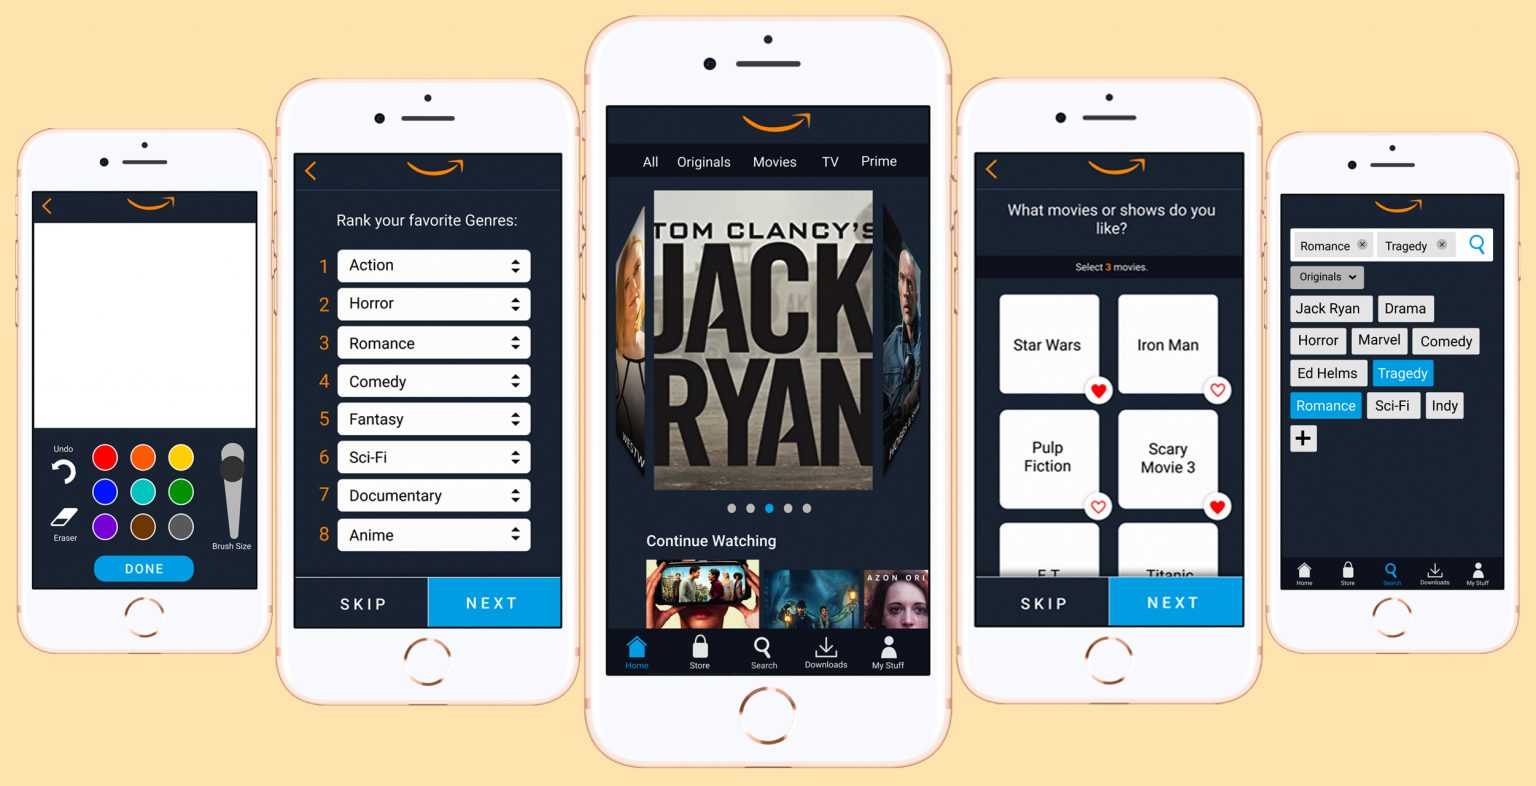 Undo
Eraser
Brush Size
DONE
Rank your favorite Genres:
1 Action
2 Horror
3 Romance
4 Comedy
5 Fantasy
6 Sci-Fi
7 Documentary
8 Anime
SKIP NEXT
All Originals Movies TV Prime
TOM CLANCY'S
JACK
RYAN
WESTW
Continue Watching
AZON ORI
Home Store Search Downloads My Stuff
What movies or shows do you
like?
Select 3 movies.
Star Wars
Iron Man
Pulp
Fiction
Scary
Movie 3
E.T.
Titanic
SKIP NEXT
Romance Tragedy
Originals
Jack Ryan Drama
Horror Marvel Comedy
Ed Helms Tragedy
Romance Sci-Fi Indy
Home Store Search Downloads My Stuff